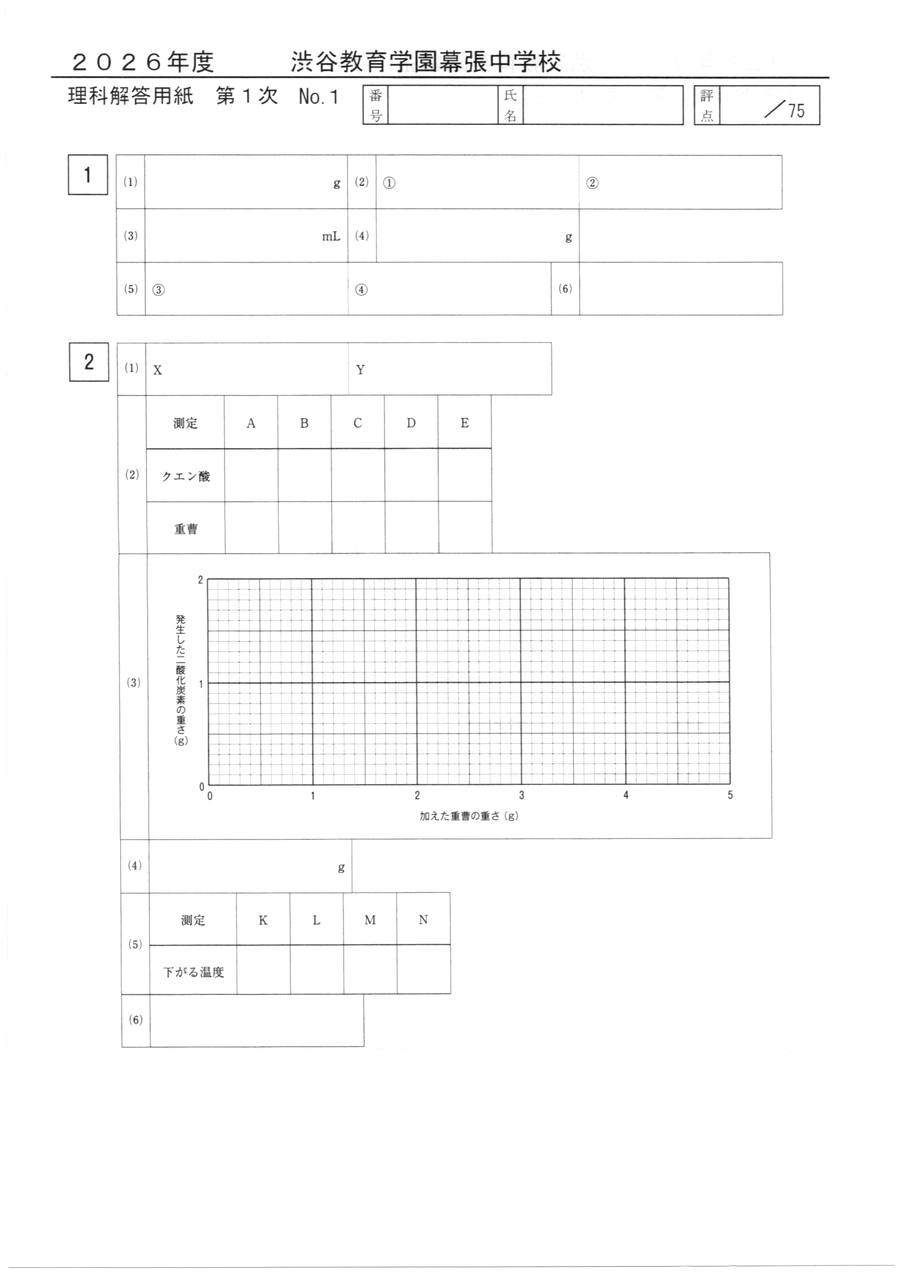 2026年度 渋谷教育学園幕張中学校
理科解答用紙 第1次 No.1 番号 氏名 評点 /75
1
(1) g (2) ① ②
(3) mL (4) g
(5) ③ ④ (6)
2
(1) X Y
(2) 測定 A B C D E
クエン酸
重曹
(3)
発生した二酸化炭素の重さ(g)
2
1
0
0 1 2 3 4 5
加えた重曹の重さ(g)
(4) g
(5) 測定 K L M N
下がる温度
(6)